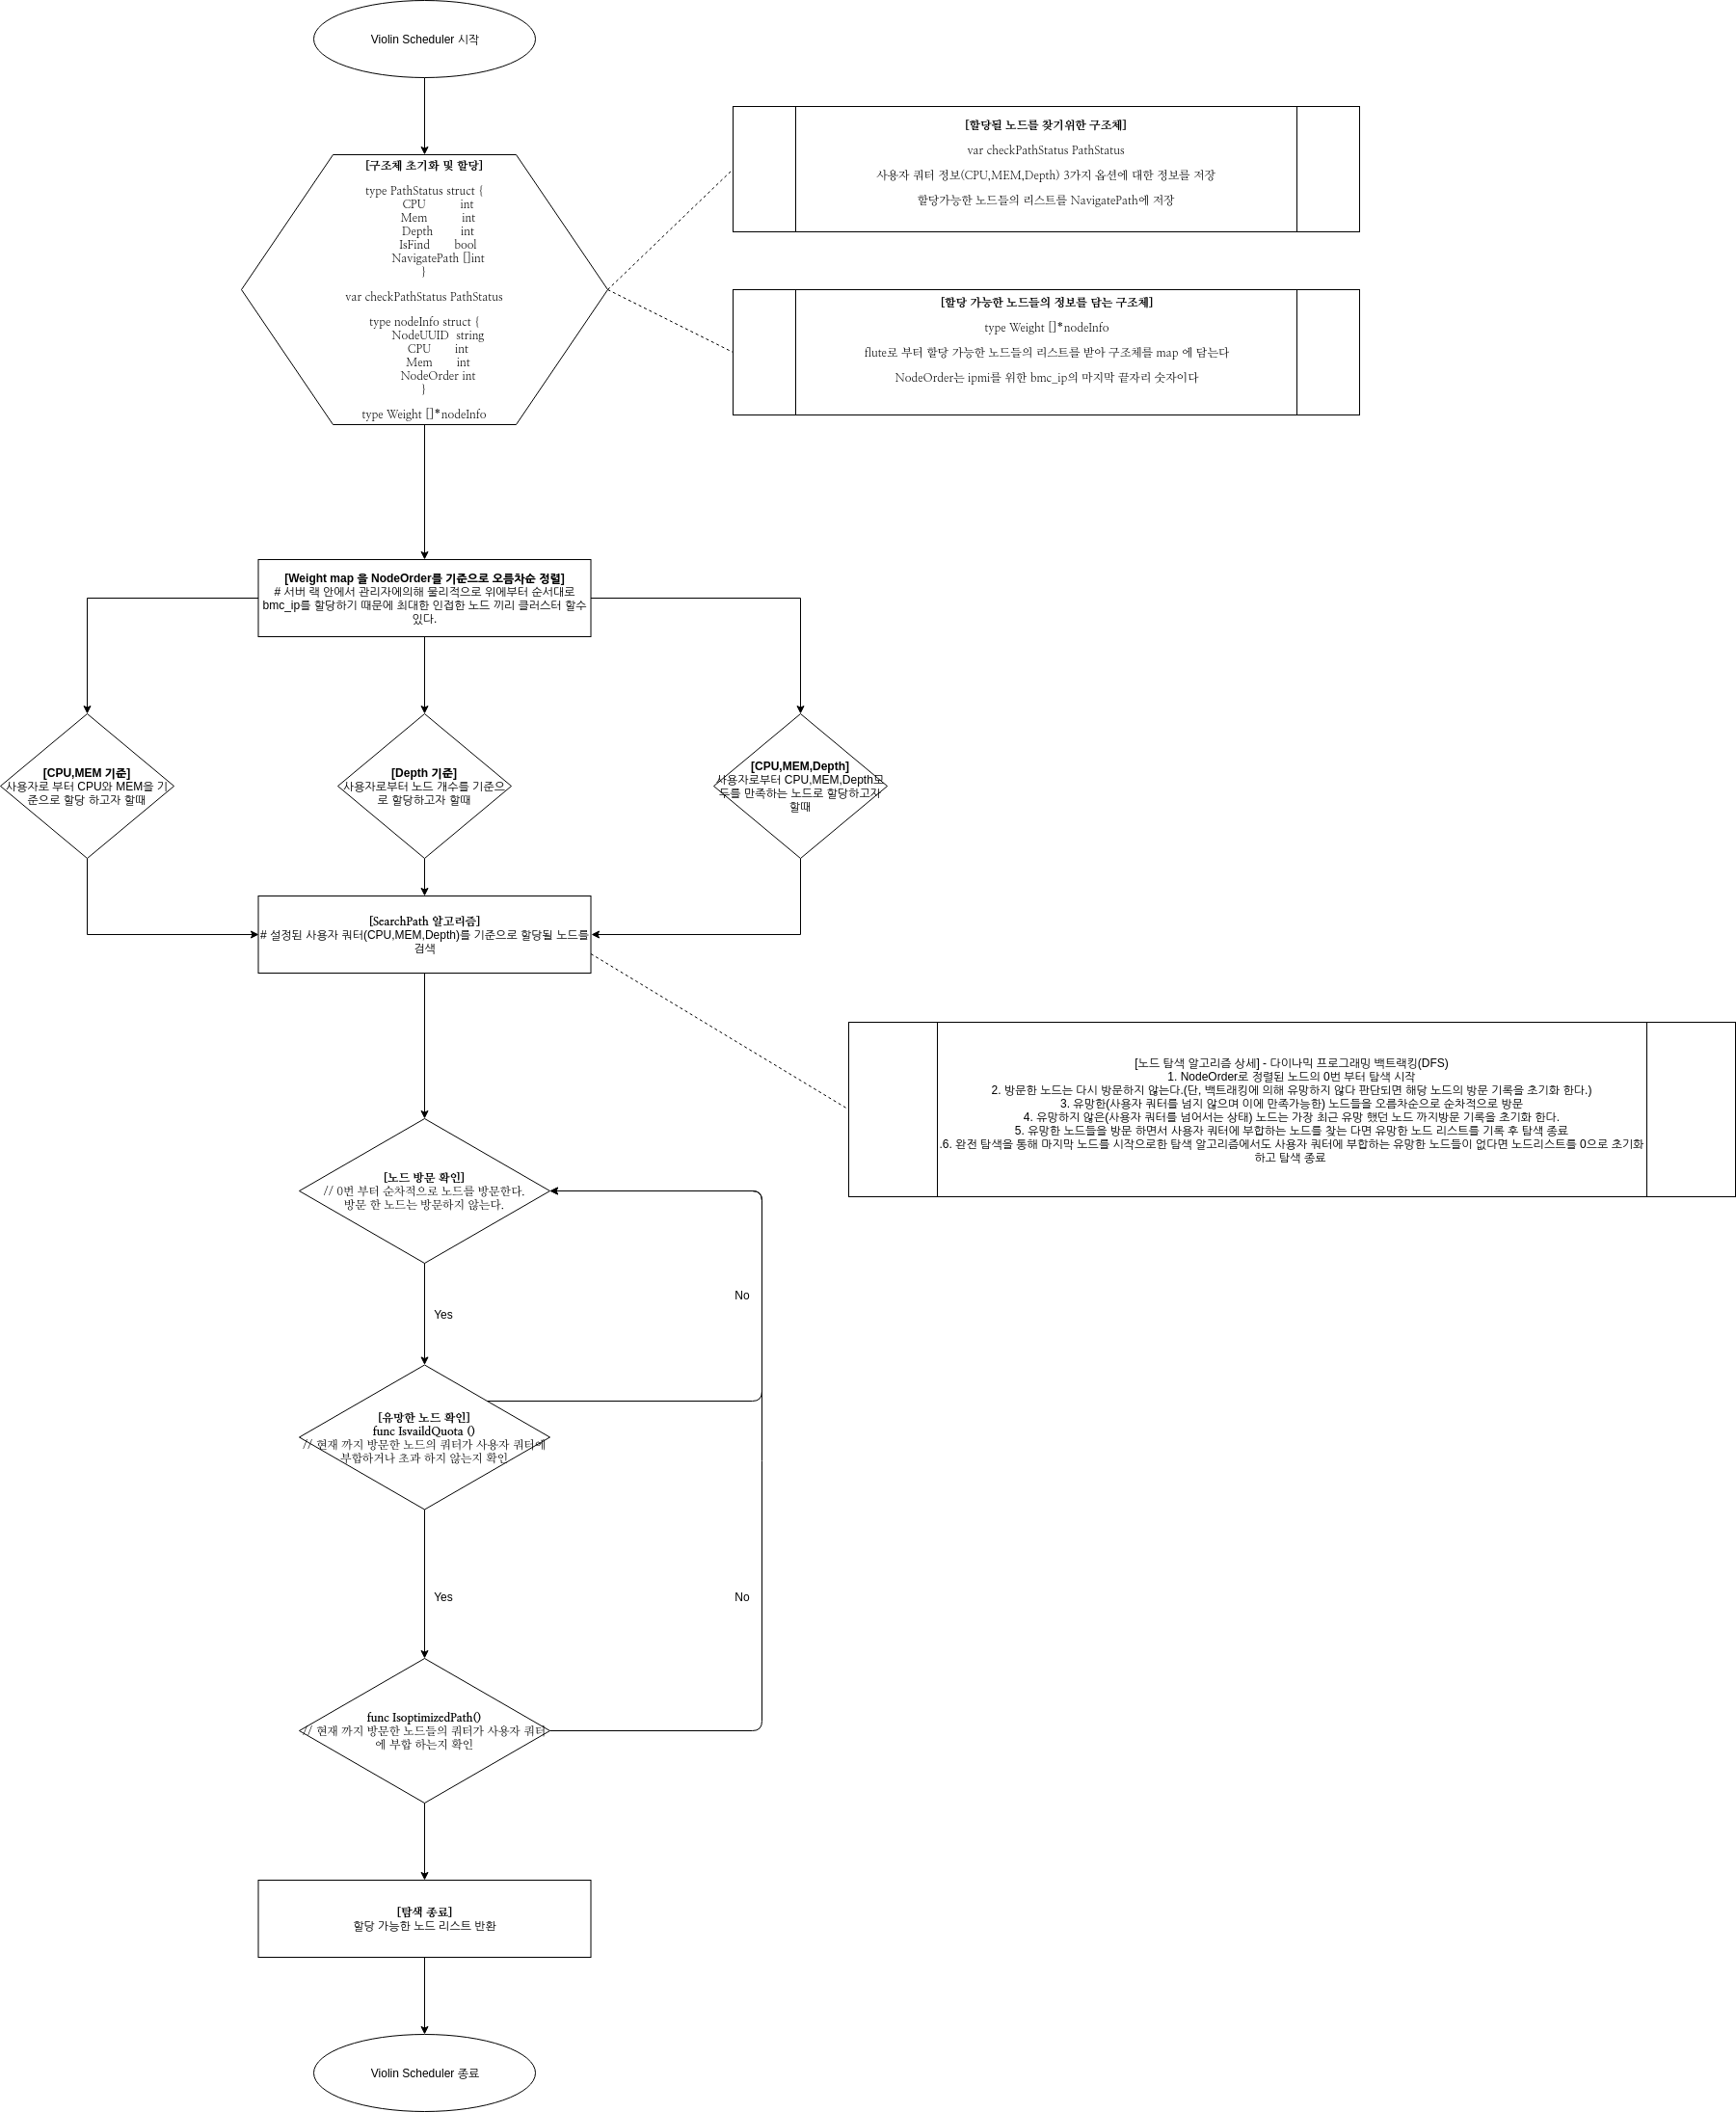 Violin Scheduler 시작
[구조체 초기화 및 할당]
type PathStatus struct {
CPU int
Mem int
Depth int
IsFind bool
NavigatePath []int
}
var checkPathStatus PathStatus
type nodeInfo struct {
NodeUUID string
CPU int
Mem int
NodeOrder int
}
type Weight []*nodeInfo
[할당될 노드를 찾기위한 구조체]
var checkPathStatus PathStatus
사용자 쿼터 정보(CPU,MEM,Depth) 3가지 옵션에 대한 정보를 저장
할당가능한 노드들의 리스트를 NavigatePath에 저장
[할당 가능한 노드들의 정보를 담는 구조체]
type Weight []*nodeInfo
flute로 부터 할당 가능한 노드들의 리스트를 받아 구조체를 map 에 담는다
NodeOrder는 ipmi를 위한 bmc_ip의 마지막 끝자리 숫자이다
[Weight map 을 NodeOrder를 기준으로 오름차순 정렬]
# 서버 랙 안에서 관리자에의해 물리적으로 위에부터 순서대로
bmc_ip를 할당하기 때문에 최대한 인접한 노드 끼리 클러스터 할수
있다.
[CPU,MEM 기준]
사용자로 부터 CPU와 MEM을 기
준으로 할당 하고자 할때
[Depth 기준]
사용자로부터 노드 개수를 기준으
로 할당하고자 할때
[CPU,MEM,Depth]
사용자로부터 CPU,MEM,Depth모
두를 만족하는 노드로 할당하고자
할때
[SearchPath 알고리즘]
# 설정된 사용자 쿼터(CPU,MEM,Depth)를 기준으로 할당될 노드를
검색
[노드 탐색 알고리즘 상세] - 다이나믹 프로그래밍 백트랙킹(DFS)
1. NodeOrder로 정렬된 노드의 0번 부터 탐색 시작
2. 방문한 노드는 다시 방문하지 않는다.(단, 백트래킹에 의해 유망하지 않다 판단되면 해당 노드의 방문 기록을 초기화 한다.)
3. 유망한(사용자 쿼터를 넘지 않으며 이에 만족가능한) 노드들을 오름차순으로 순차적으로 방문
4. 유망하지 않은(사용자 쿼터를 넘어서는 상태) 노드는 가장 최근 유망 했던 노드 까지방문 기록을 초기화 한다.
5. 유망한 노드들을 방문 하면서 사용자 쿼터에 부합하는 노드를 찾는 다면 유망한 노드 리스트를 기록 후 탐색 종료
.6. 완전 탐색을 통해 마지막 노드를 시작으로한 탐색 알고리즘에서도 사용자 쿼터에 부합하는 유망한 노드들이 없다면 노드리스트를 0으로 초기화
하고 탐색 종료
[노드 방문 확인]
// 0번 부터 순차적으로 노드를 방문한다.
방문 한 노드는 방문하지 않는다.
No
Yes
[유망한 노드 확인]
func IsvaildQuota ()
// 현재 까지 방문한 노드의 쿼터가 사용자 쿼터에
부합하거나 초과 하지 않는지 확인
Yes
No
func IsoptimizedPath()
// 현재 까지 방문한 노드들의 쿼터가 사용자 쿼터
에 부합 하는지 확인
[탐색 종료]
할당 가능한 노드 리스트 반환
Violin Scheduler 종료